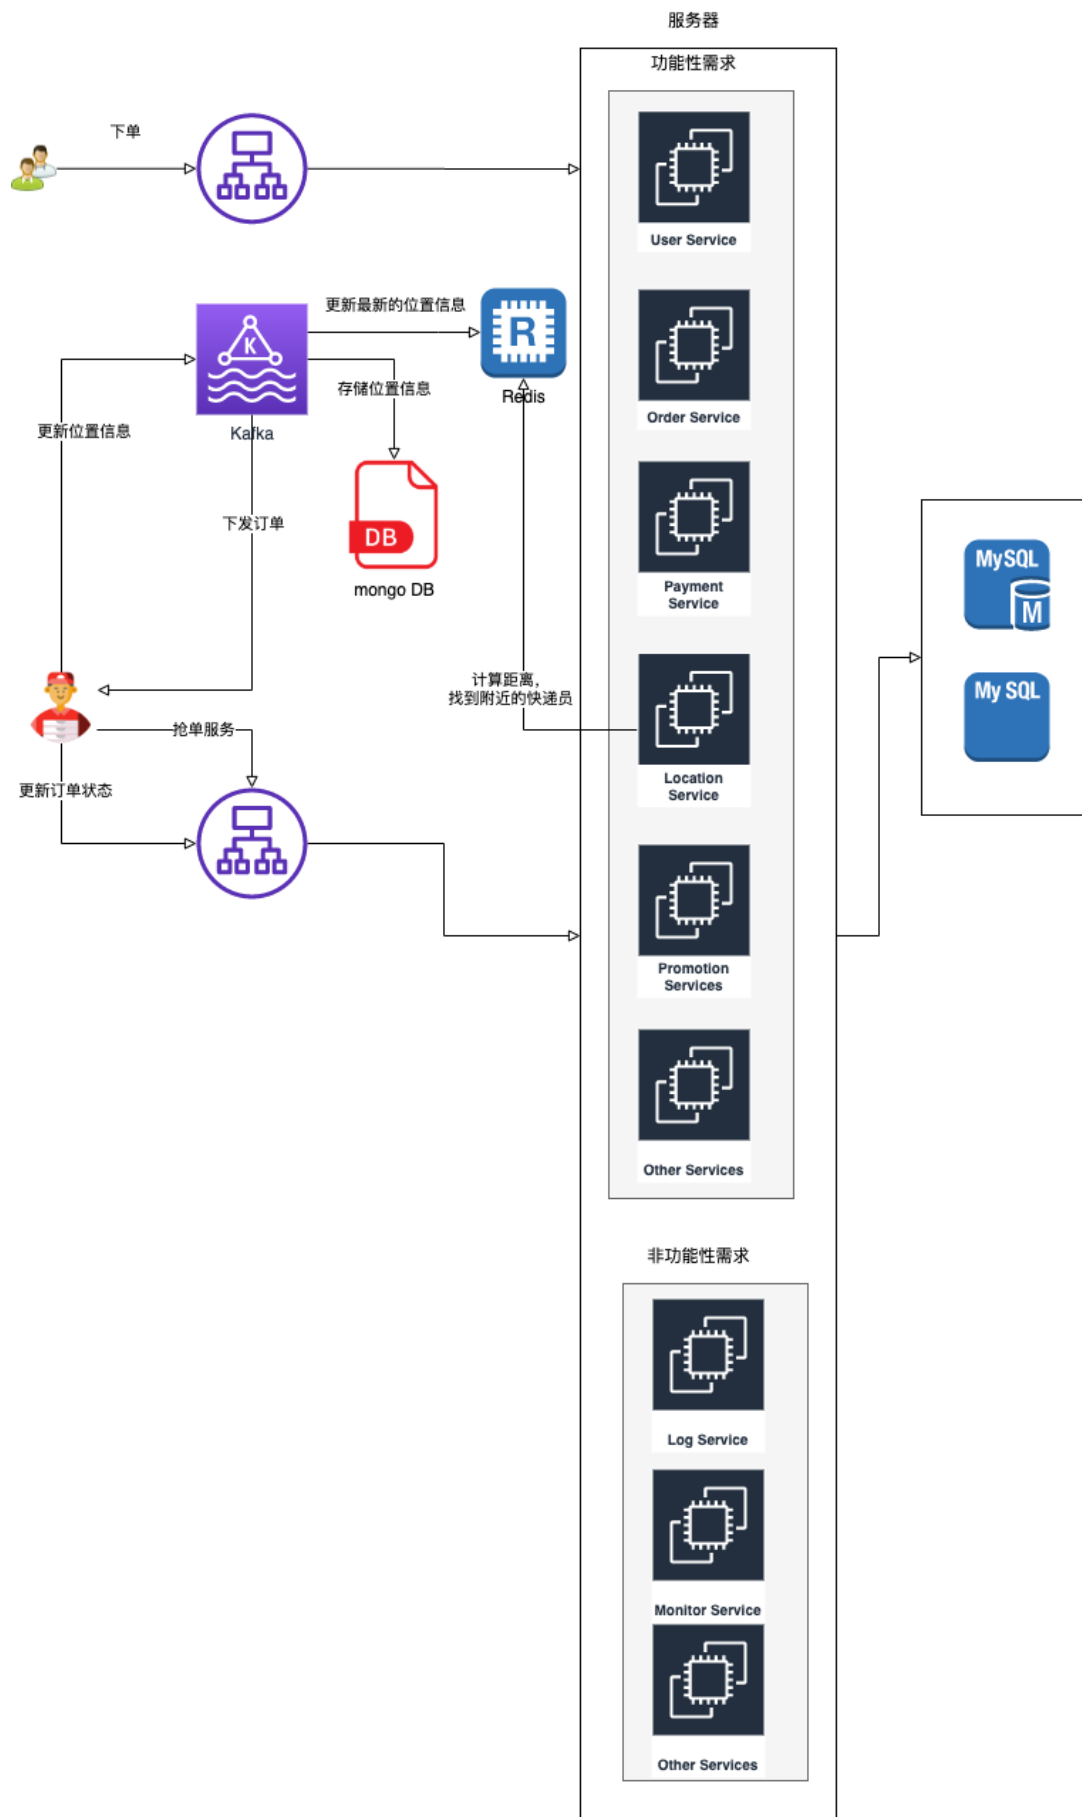 服务器
功能性需求
下单
User Service
更新最新的位置信息
K
R
存储位置信息
Redis
Order Service
更新位置信息
Kafka
下发订单
DB
mongo DB
Payment
Service
MySQL
M
My SQL
计算距离,
找到附近的快递员
抢单服务
更新订单状态
Location
Service
Promotion
Services
Other Services
非功能性需求
Log Service
Monitor Service
Other Services